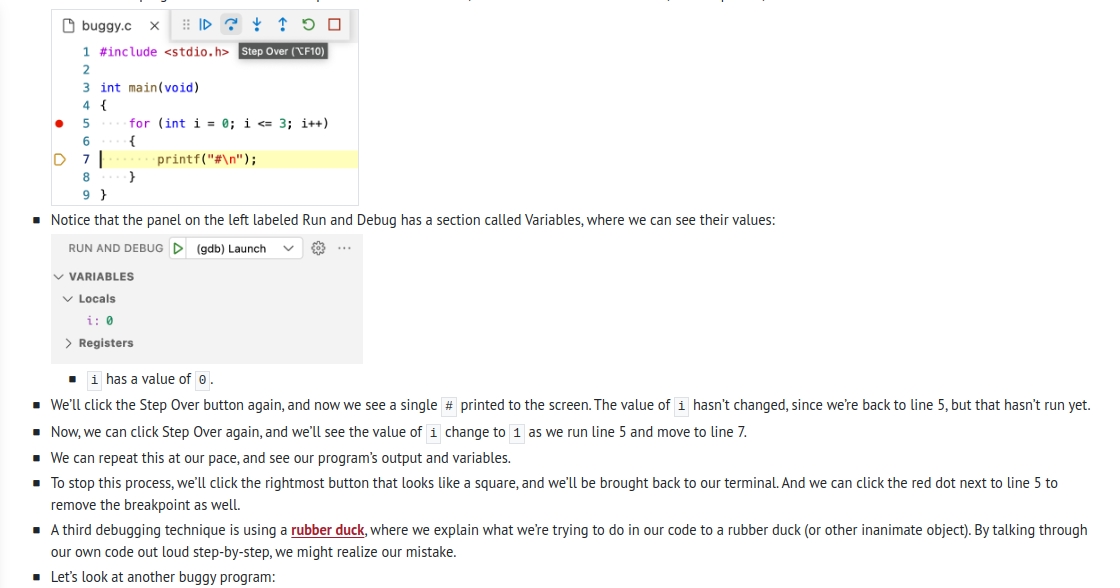 buggy.c
Step Over (⌥F10)
1 #include <stdio.h>
2
3 int main(void)
4 {
5 ····for (int i = 0; i <= 3; i++)
6 ····{
7 ········printf("#\n");
8 ····}
9 }
▪ Notice that the panel on the left labeled Run and Debug has a section called Variables, where we can see their values:
RUN AND DEBUG (gdb) Launch
VARIABLES
Locals
i: 0
Registers
▪ i has a value of 0.
▪ We'll click the Step Over button again, and now we see a single # printed to the screen. The value of i hasn't changed, since we're back to line 5, but that hasn't run yet.
▪ Now, we can click Step Over again, and we'll see the value of i change to 1 as we run line 5 and move to line 7.
▪ We can repeat this at our pace, and see our program's output and variables.
▪ To stop this process, we'll click the rightmost button that looks like a square, and we'll be brought back to our terminal. And we can click the red dot next to line 5 to
remove the breakpoint as well.
▪ A third debugging technique is using a rubber duck, where we explain what we're trying to do in our code to a rubber duck (or other inanimate object). By talking through
our own code out loud step-by-step, we might realize our mistake.
▪ Let's look at another buggy program: